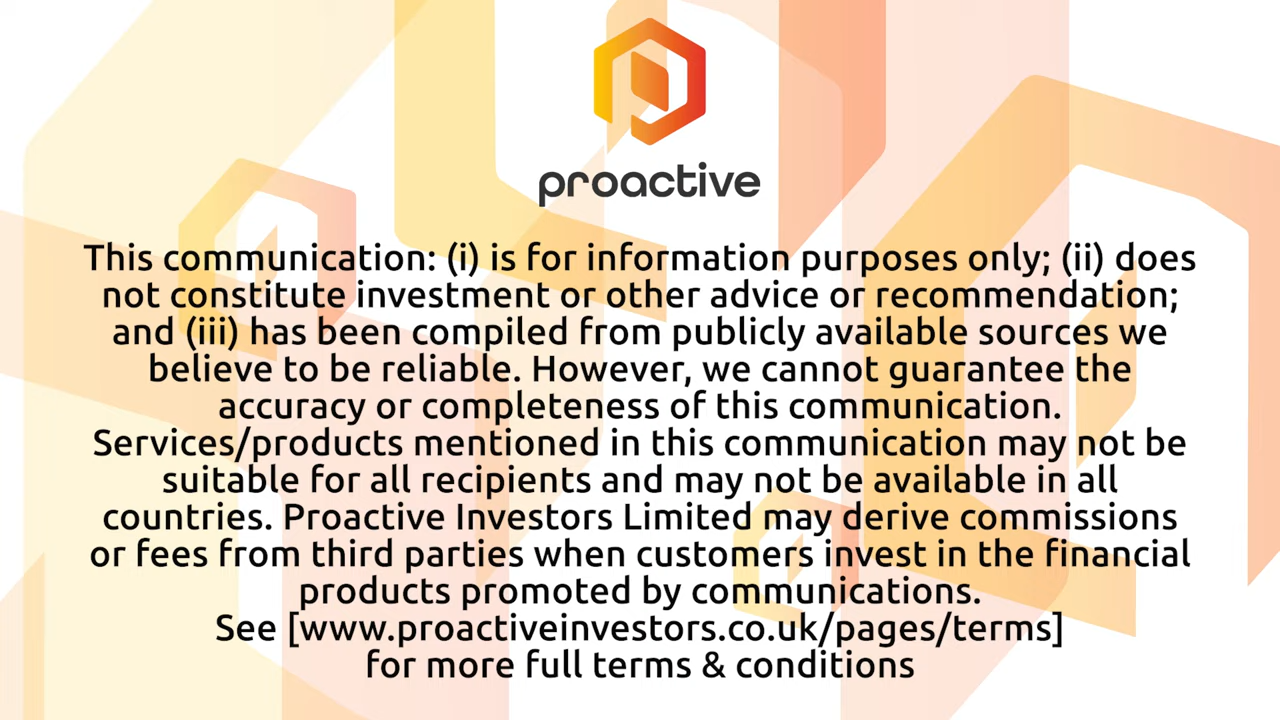 proactive
This communication: (i) is for information purposes only; (ii) does
not constitute investment or other advice or recommendation;
and (iii) has been compiled from publicly available sources we
believe to be reliable. However, we cannot guarantee the
accuracy or completeness of this communication.
Services/products mentioned in this communication may not be
suitable for all recipients and may not be available in all
countries. Proactive Investors Limited may derive commissions
or fees from third parties when customers invest in the financial
products promoted by communications.
See [www.proactiveinvestors.co.uk/pages/terms]
for more full terms & conditions